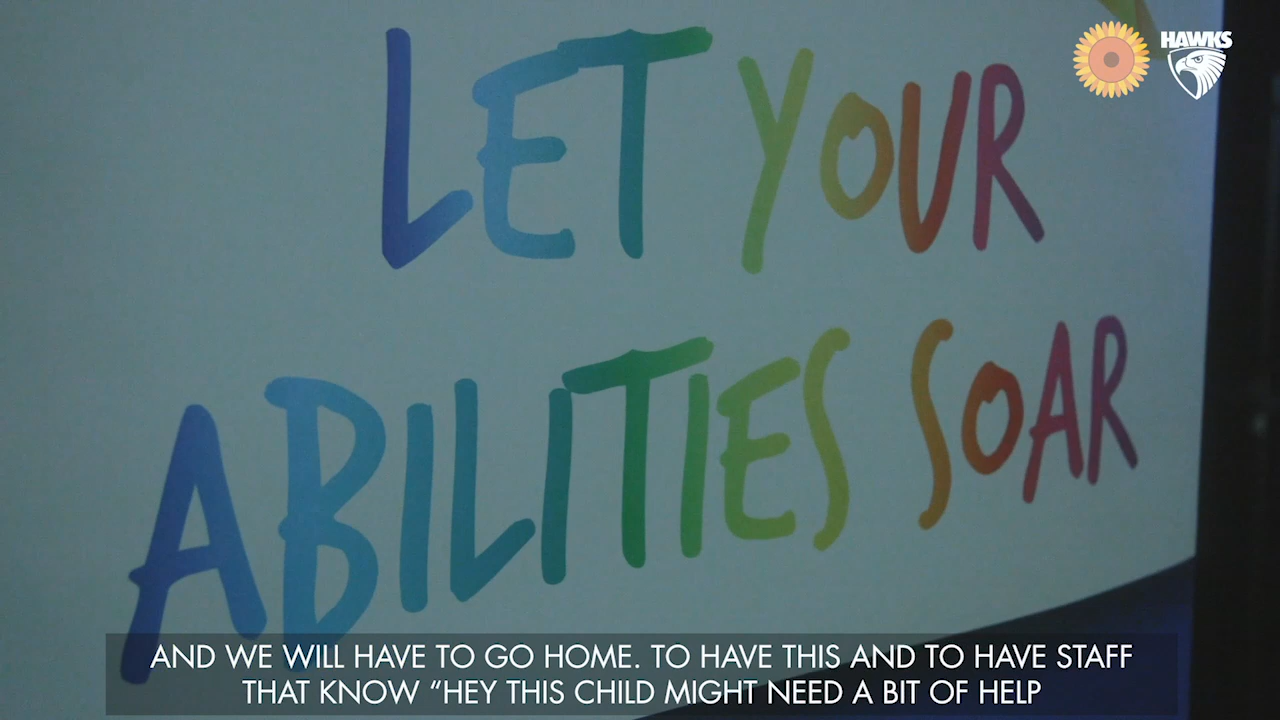 HAWKS
LET YOUR
ABILITIES SOAR
AND WE WILL HAVE TO GO HOME. TO HAVE THIS AND TO HAVE STAFF
THAT KNOW “HEY THIS CHILD MIGHT NEED A BIT OF HELP